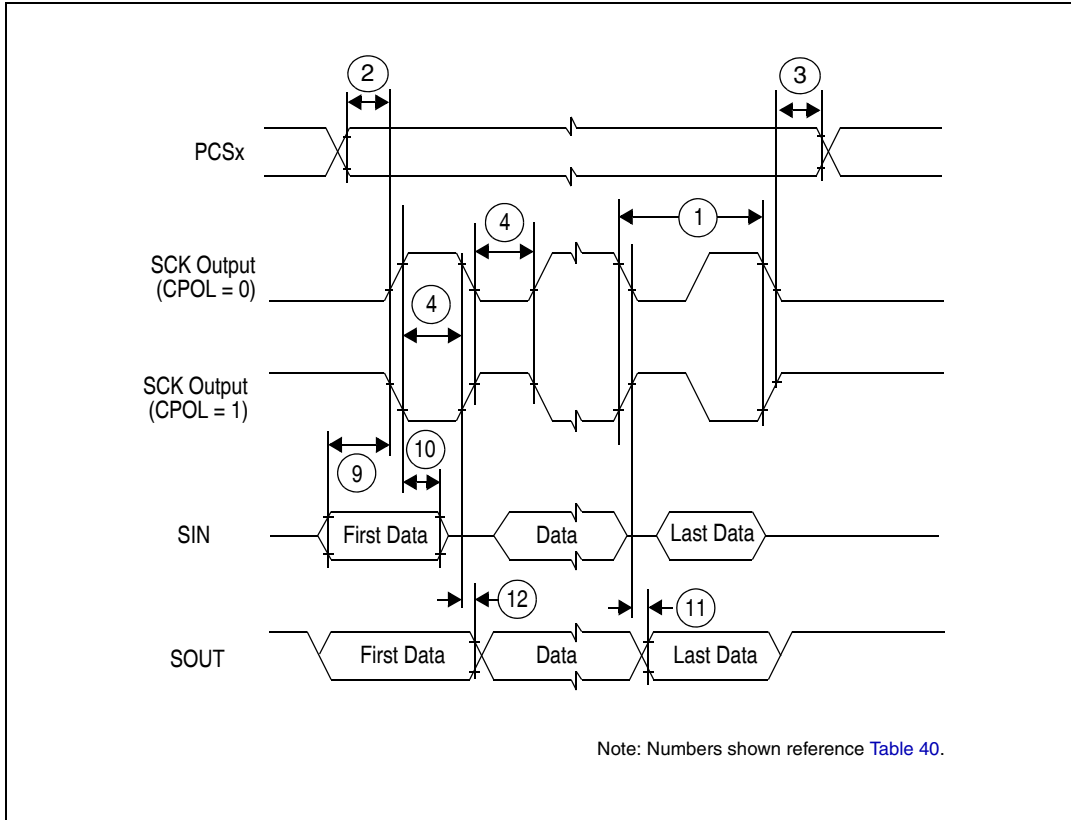 2
3
PCSx
1
4
SCK Output
(CPOL = 0)
4
SCK Output
(CPOL = 1)
10
9
SIN
First Data
Data
Last Data
12
11
SOUT
First Data
Data
Last Data
Note: Numbers shown reference Table 40.